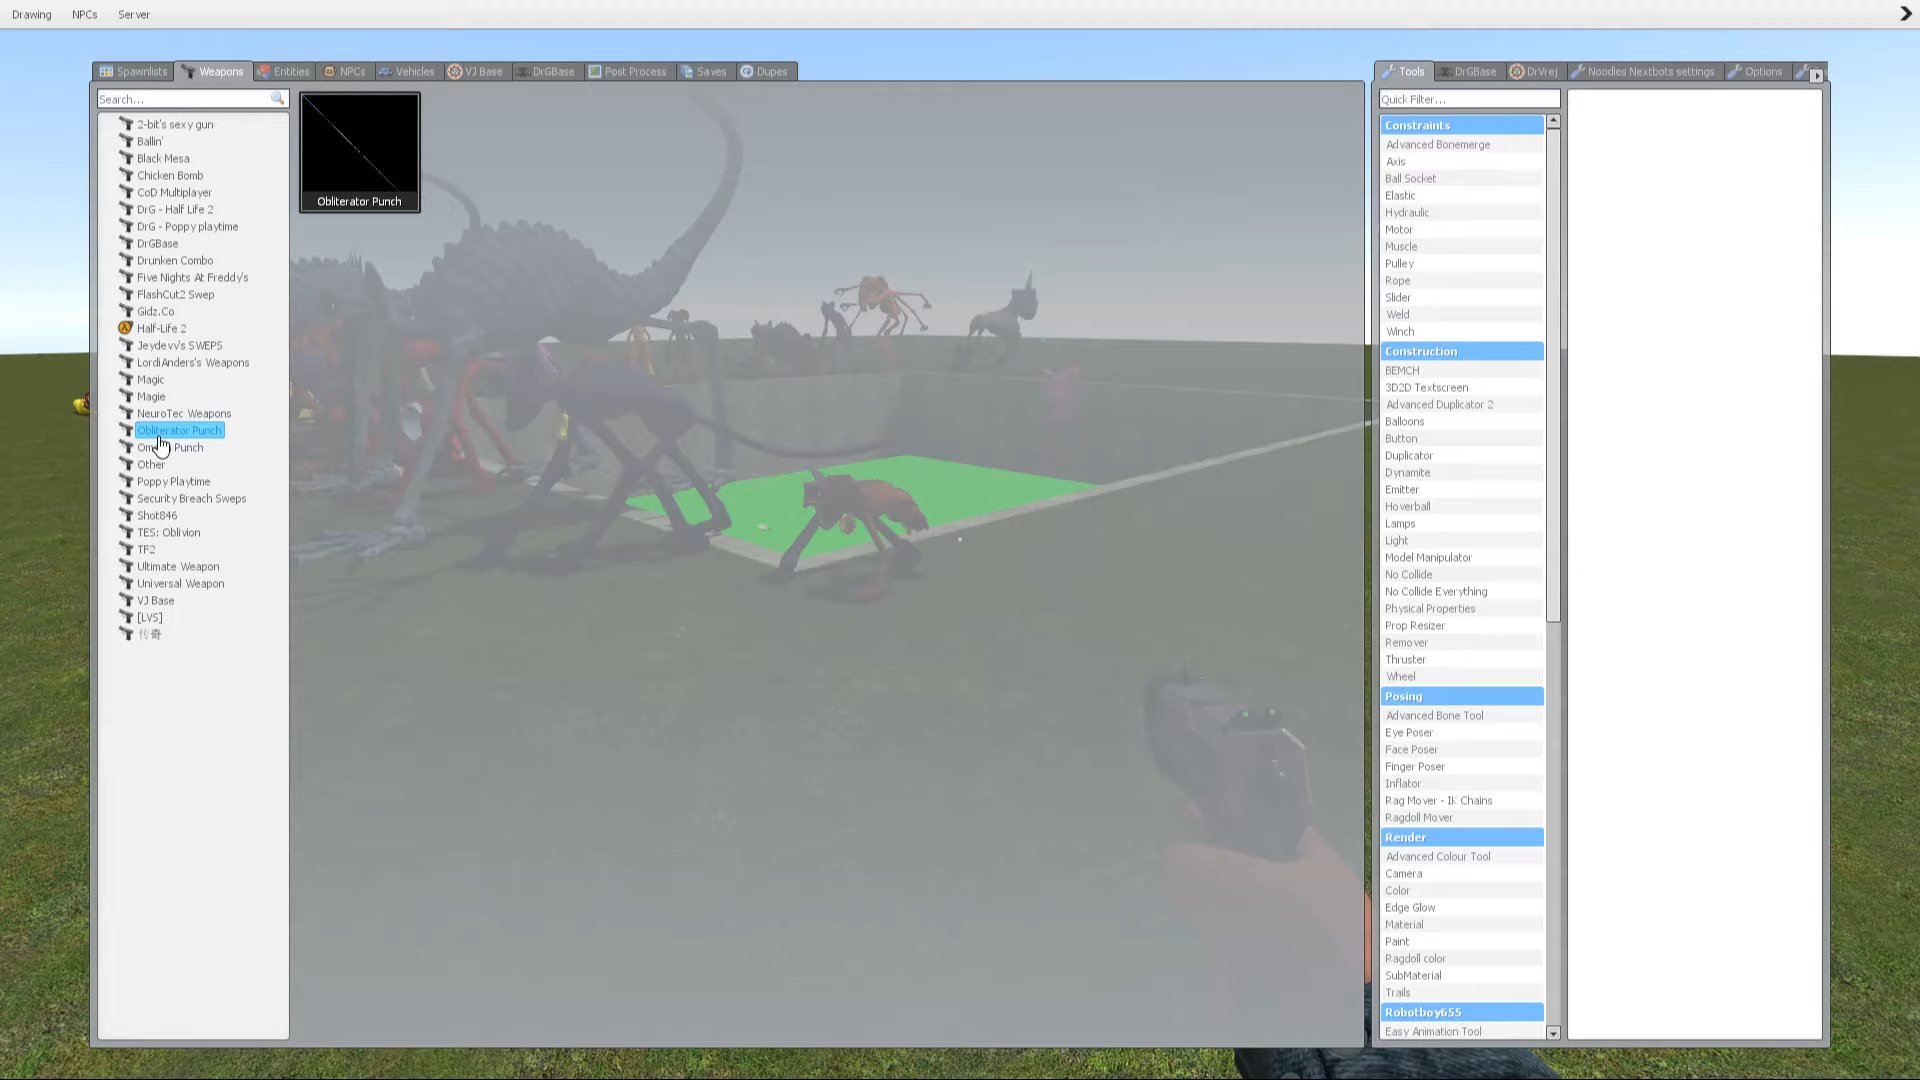 Drawing NPCs Server
Spawnlists Weapons Entities NPCs Vehicles VJ Base DrGBase Post Process Saves Dupes
Search...
2-bit's sexy gun
Ballin'
Black Mesa
Chicken Bomb
CoD Multiplayer
DrG - Half Life 2
DrG - Poppy playtime
DrGBase
Drunken Combo
Five Nights At Freddy's
FlashCut2 Swep
Gidz.Co
Half-Life 2
Jeydevv's SWEPS
LordiAnders's Weapons
Magic
Magie
NeuroTec Weapons
Obliterator Punch
Punch
Other
Poppy Playtime
Security Breach Sweps
Shot846
TES: Oblivion
TF2
Ultimate Weapon
Universal Weapon
VJ Base
[LVS]
传奇
Obliterator Punch
Tools DrGBase DrVrej Noodles Nextbots settings Options
Quick Filter...
Constraints
Advanced Bonemerge
Axis
Ball Socket
Elastic
Hydraulic
Motor
Muscle
Pulley
Rope
Slider
Weld
Winch
Construction
BEMCH
3D2D Textscreen
Advanced Duplicator 2
Balloons
Button
Duplicator
Dynamite
Emitter
Hoverball
Lamps
Light
Model Manipulator
No Collide
No Collide Everything
Physical Properties
Prop Resizer
Remover
Thruster
Wheel
Posing
Advanced Bone Tool
Eye Poser
Face Poser
Finger Poser
Inflator
Rag Mover - IK Chains
Ragdoll Mover
Render
Advanced Colour Tool
Camera
Color
Edge Glow
Material
Paint
Ragdoll color
SubMaterial
Trails
Robotboy655
Easy Animation Tool